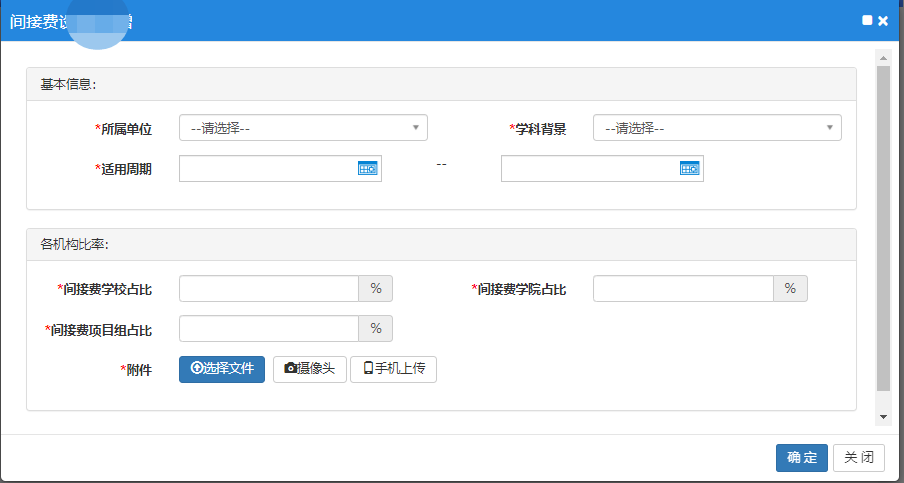 间接费设
基本信息:
*所属单位 --请选择-- *学科背景 --请选择--
*适用周期 --
各机构比率:
*间接费学校占比 % *间接费学院占比 %
*间接费项目组占比 %
*附件 选择文件 摄像头 手机上传
确定 关闭